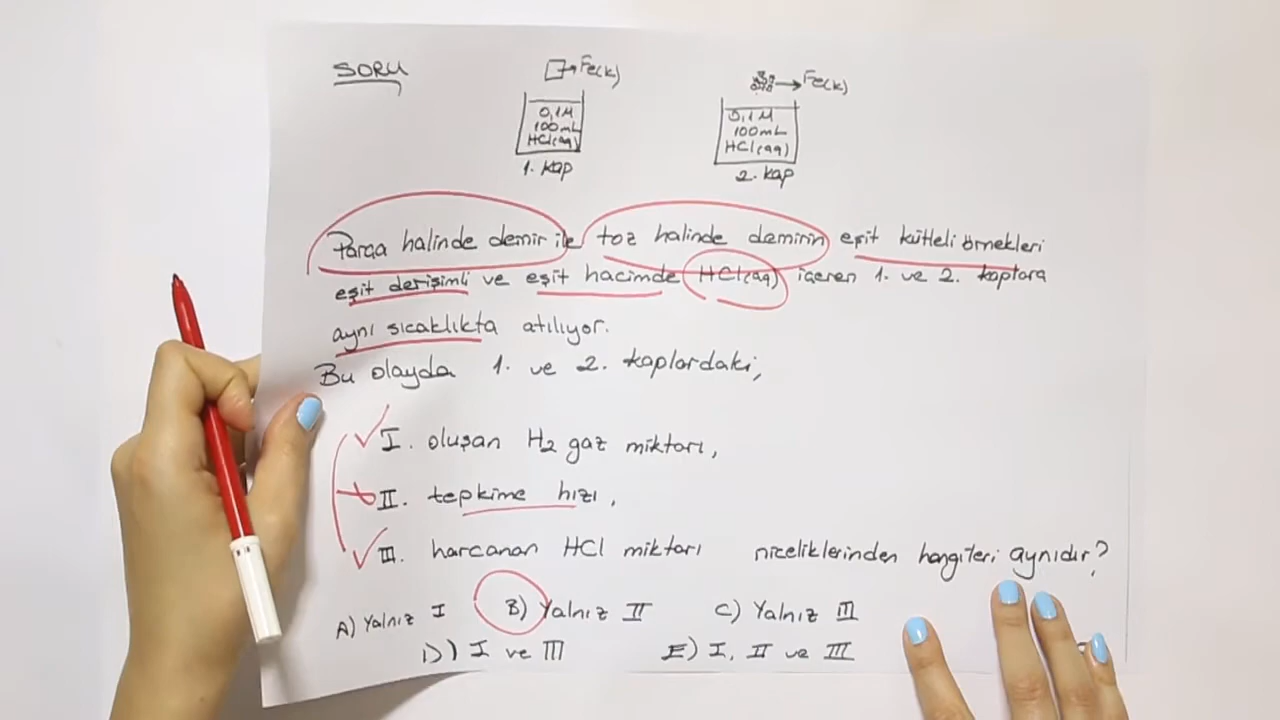 SORU
Fe(k)
0,1M
100mL
HCl(aq)
1. kap
Fe(k)
0,1M
100mL
HCl(aq)
2. kap
Parça halinde demir ile toz halinde demirin eşit kütleli örnekleri
eşit derişimli ve eşit hacimde HCl(aq) içeren 1. ve 2. kaplara
aynı sıcaklıkta atılıyor.
Bu olayda 1. ve 2. kaplardaki,
I. oluşan H₂ gaz miktarı,
II. tepkime hızı,
III. harcanan HCl miktarı niceliklerinden hangileri aynıdır?
A) Yalnız I B) Yalnız II C) Yalnız III
D) I ve III E) I, II ve III